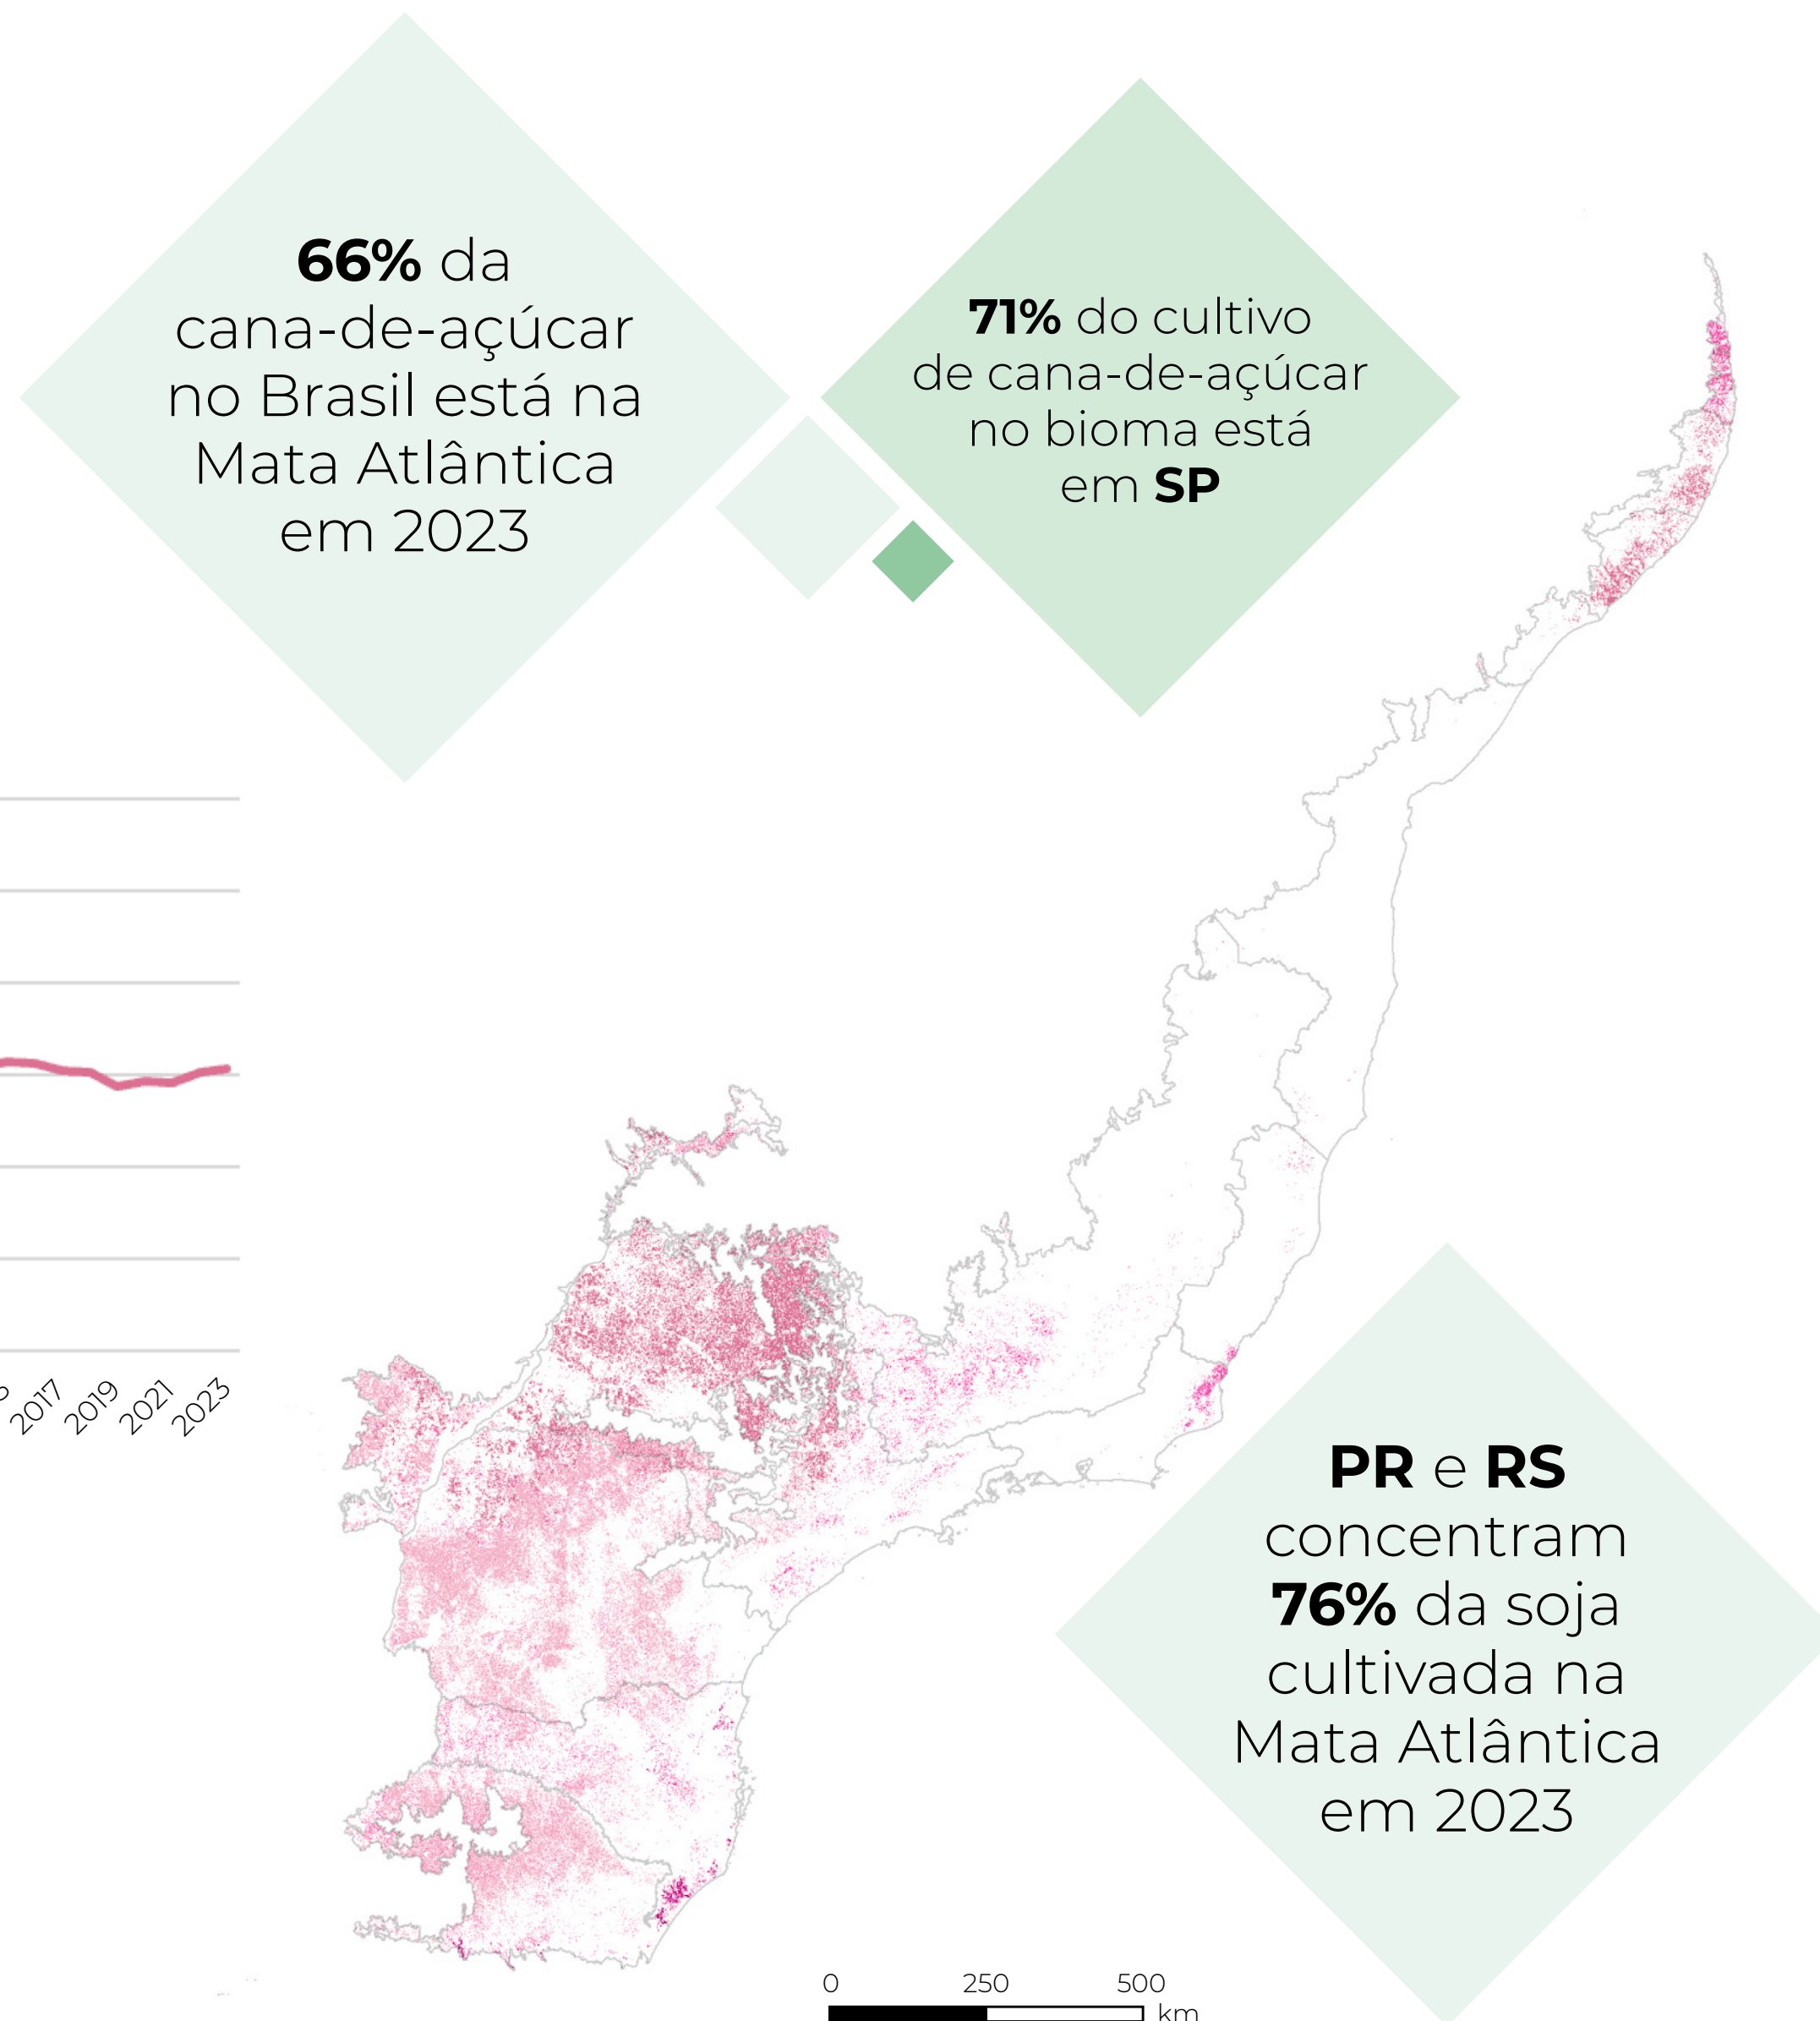 66% da
cana-de-açúcar
no Brasil está na
Mata Atlântica
em 2023
71% do cultivo
de cana-de-açúcar
no bioma está
em SP
2017
2019
2021
2023
PR e RS
concentram
76% da soja
cultivada na
Mata Atlântica
em 2023
0 250 500
km